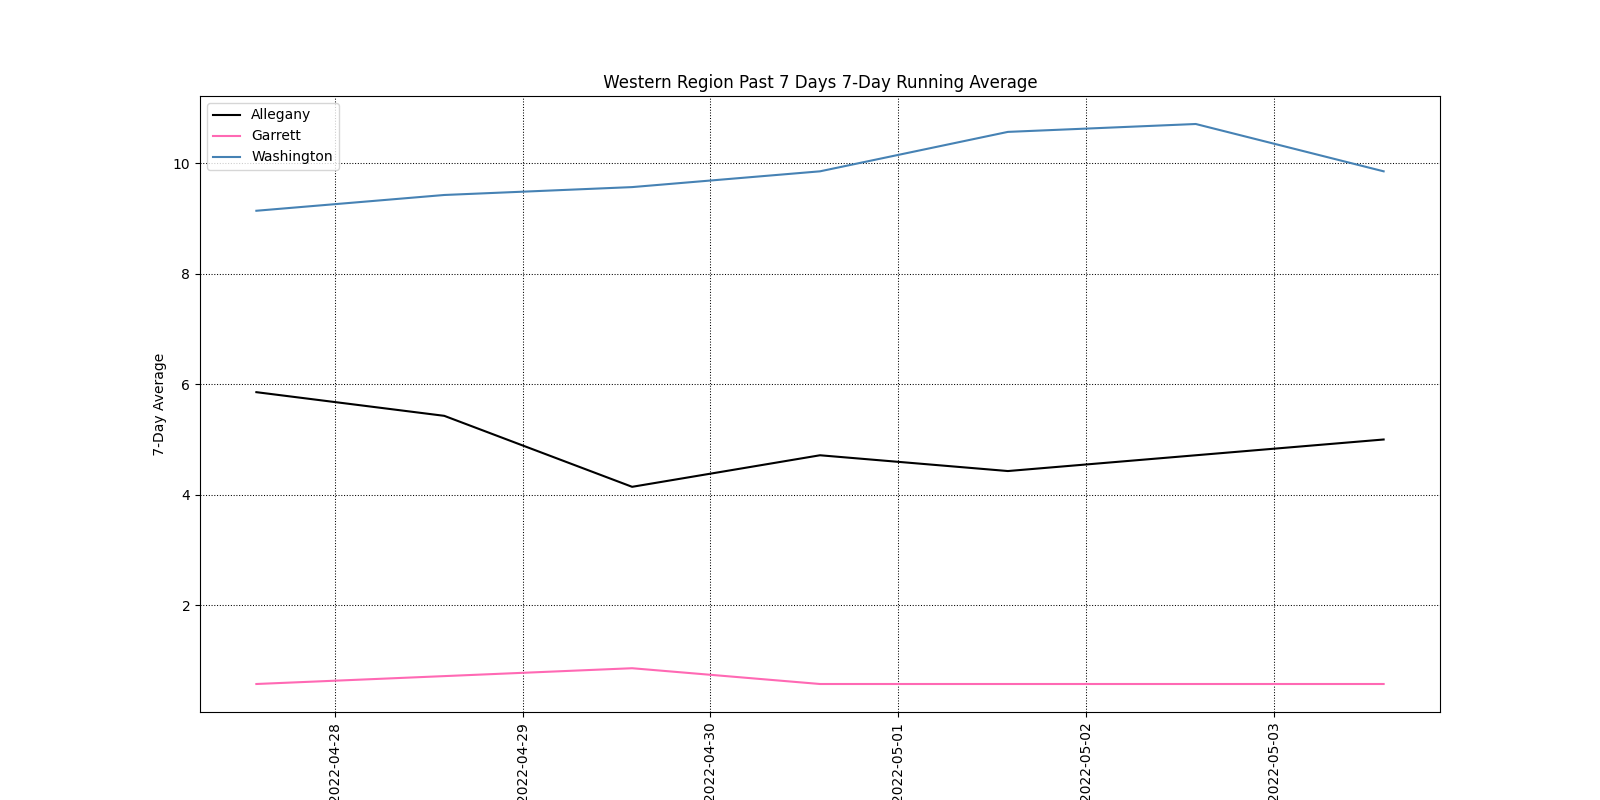 Western Region Past 7 Days 7-Day Running Average
Allegany
Garrett
Washington
10
8
6
4
2
7-Day Average
2022-04-28
2022-04-29
2022-04-30
2022-05-01
2022-05-02
2022-05-03